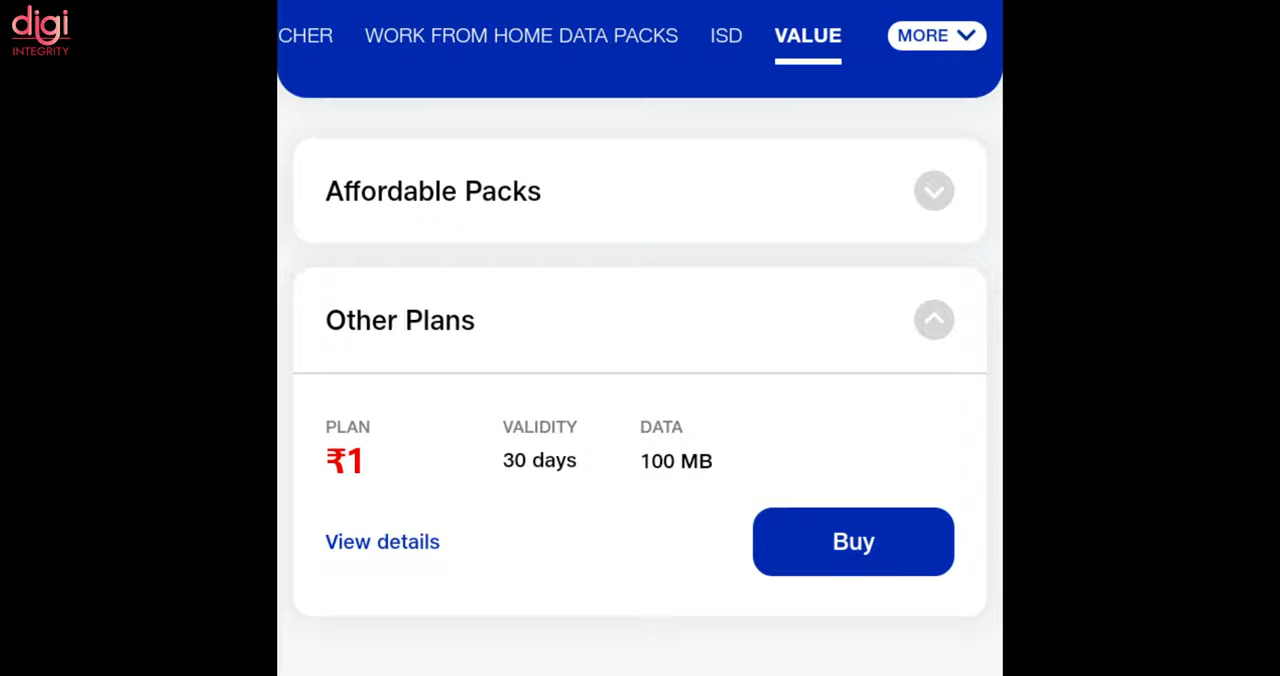 digi
INTEGRITY
CHER WORK FROM HOME DATA PACKS ISD VALUE MORE
Affordable Packs
Other Plans
PLAN VALIDITY DATA
₹1 30 days 100 MB
View details Buy